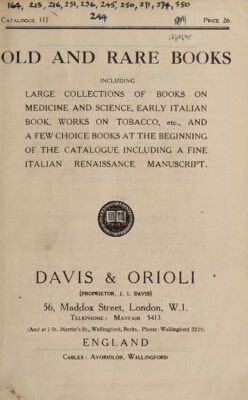 164, 213, 216, 231, 236, 245, 250, 271, 274, 350
244
CATALOGUE 117
PRICE 2/-
OLD AND RARE BOOKS
INCLUDING
LARGE COLLECTIONS OF BOOKS ON
MEDICINE AND SCIENCE, EARLY ITALIAN
BOOK, WORKS ON TOBACCO, etc., AND
A FEW CHOICE BOOKS AT THE BEGINNING
OF THE CATALOGUE INCLUDING A FINE
ITALIAN RENAISSANCE MANUSCRIPT.
DAVIS & ORIOLI
(PROPRIETOR, J. I. DAVIS)
56, Maddox Street, London, W.1.
TELEPHONE: MAYFAIR 5413
(And at 1 St. Martin's St., Wallingford, Berks. Phone: Wallingford 2225)
ENGLAND
CABLES: AVORIOLOR, WALLINGFORD